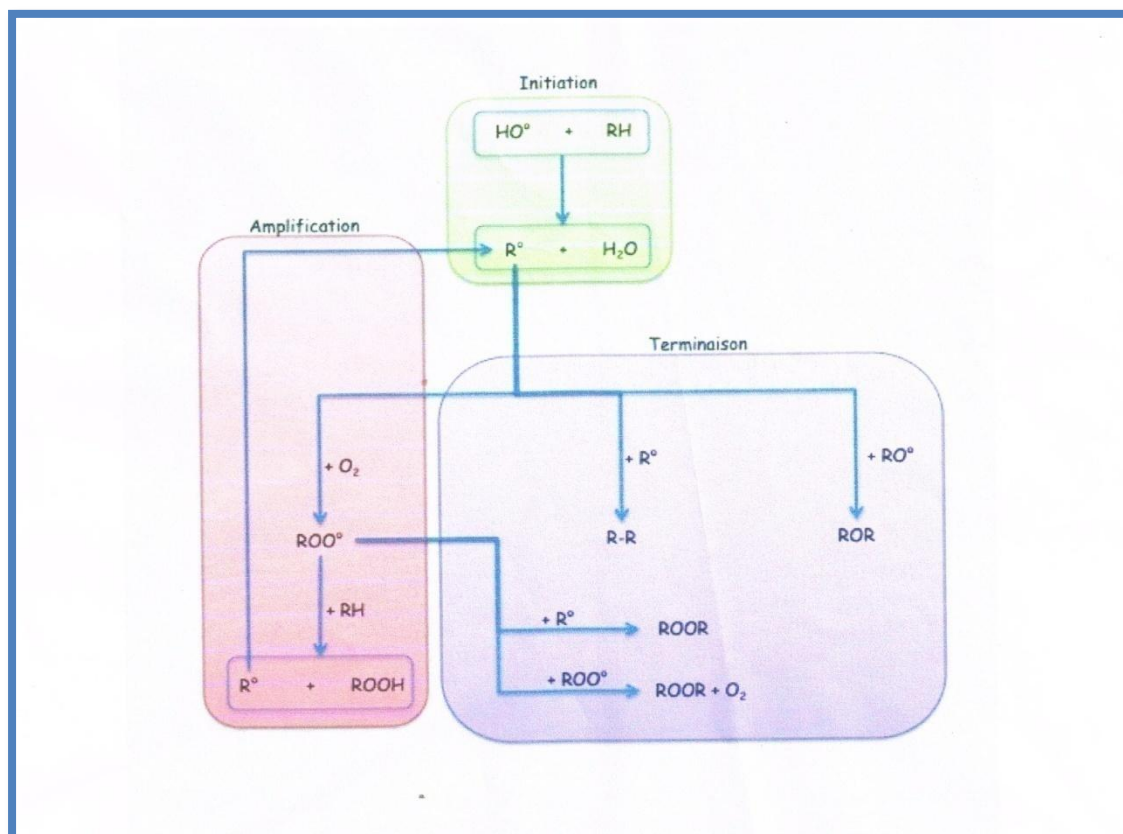 Initiation
HO° + RH
Amplification
R° + H₂O
Terminaison
+ O₂
+ R°
+ RO°
ROO°
R-R
ROR
+ RH
+ R°
ROOR
R° + ROOH
+ ROO°
ROOR + O₂